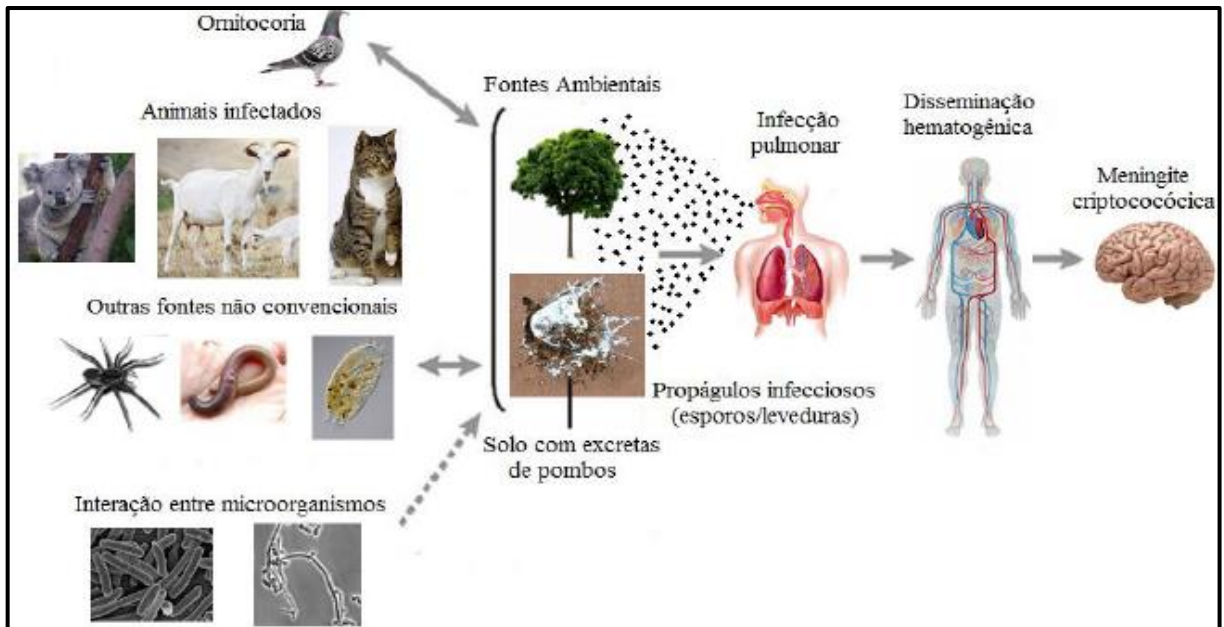 Ornitocoria
Animais infectados
Outras fontes não convencionais
Interação entre microorganismos
Fontes Ambientais
Solo com excretas
de pombos
Infecção
pulmonar
Propágulos infecciosos
(esporos/leveduras)
Disseminação
hematogênica
Meningite
criptococócica